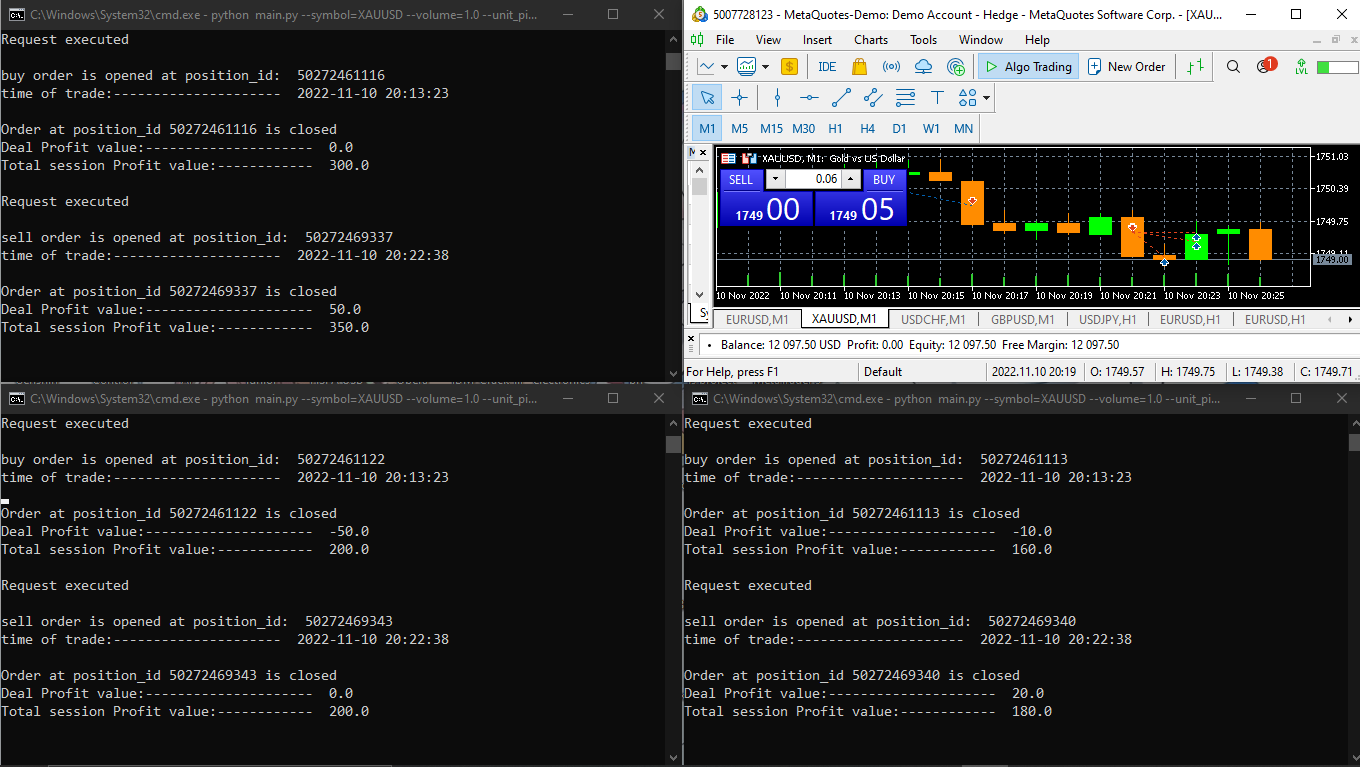 C:\Windows\System32\cmd.exe - python main.py --symbol=XAUUSD --volume=1.0 --unit_pi...
Request executed
buy order is opened at position_id: 50272461116
time of trade:--------------------- 2022-11-10 20:13:23
Order at position_id 50272461116 is closed
Deal Profit value:--------------------- 0.0
Total session Profit value:------------ 300.0
Request executed
sell order is opened at position_id: 50272469337
time of trade:--------------------- 2022-11-10 20:22:38
Order at position_id 50272469337 is closed
Deal Profit value:--------------------- 50.0
Total session Profit value:------------ 350.0
5007728123 - MetaQuotes-Demo: Demo Account - Hedge - MetaQuotes Software Corp. - [XAU...
File View Insert Charts Tools Window Help
IDE Algo Trading New Order 1 LVL
M1 M5 M15 M30 H1 H4 D1 W1 MN
XAUUSD, M1: Gold vs US Dollar
SELL 0.06 BUY
1749 00 1749 05
1751.03
1750.39
1749.75
1749.11
1749.00
10 Nov 2022 10 Nov 20:11 10 Nov 20:13 10 Nov 20:15 10 Nov 20:17 10 Nov 20:19 10 Nov 20:21 10 Nov 20:23 10 Nov 20:25
EURUSD,M1 XAUUSD,M1 USDCHF,M1 GBPUSD,M1 USDJPY,H1 EURUSD,H1 EURUSD,H1
Balance: 12 097.50 USD Profit: 0.00 Equity: 12 097.50 Free Margin: 12 097.50
For Help, press F1 Default 2022.11.10 20:19 O: 1749.57 H: 1749.75 L: 1749.38 C: 1749.71
C:\Windows\System32\cmd.exe - python main.py --symbol=XAUUSD --volume=1.0 --unit_pi...
Request executed
buy order is opened at position_id: 50272461122
time of trade:--------------------- 2022-11-10 20:13:23
Order at position_id 50272461122 is closed
Deal Profit value:--------------------- -50.0
Total session Profit value:------------ 200.0
Request executed
sell order is opened at position_id: 50272469343
time of trade:--------------------- 2022-11-10 20:22:38
Order at position_id 50272469343 is closed
Deal Profit value:--------------------- 0.0
Total session Profit value:------------ 200.0
C:\Windows\System32\cmd.exe - python main.py --symbol=XAUUSD --volume=1.0 --unit_pi...
Request executed
buy order is opened at position_id: 50272461113
time of trade:--------------------- 2022-11-10 20:13:23
Order at position_id 50272461113 is closed
Deal Profit value:--------------------- -10.0
Total session Profit value:------------ 160.0
Request executed
sell order is opened at position_id: 50272469340
time of trade:--------------------- 2022-11-10 20:22:38
Order at position_id 50272469340 is closed
Deal Profit value:--------------------- 20.0
Total session Profit value:------------ 180.0